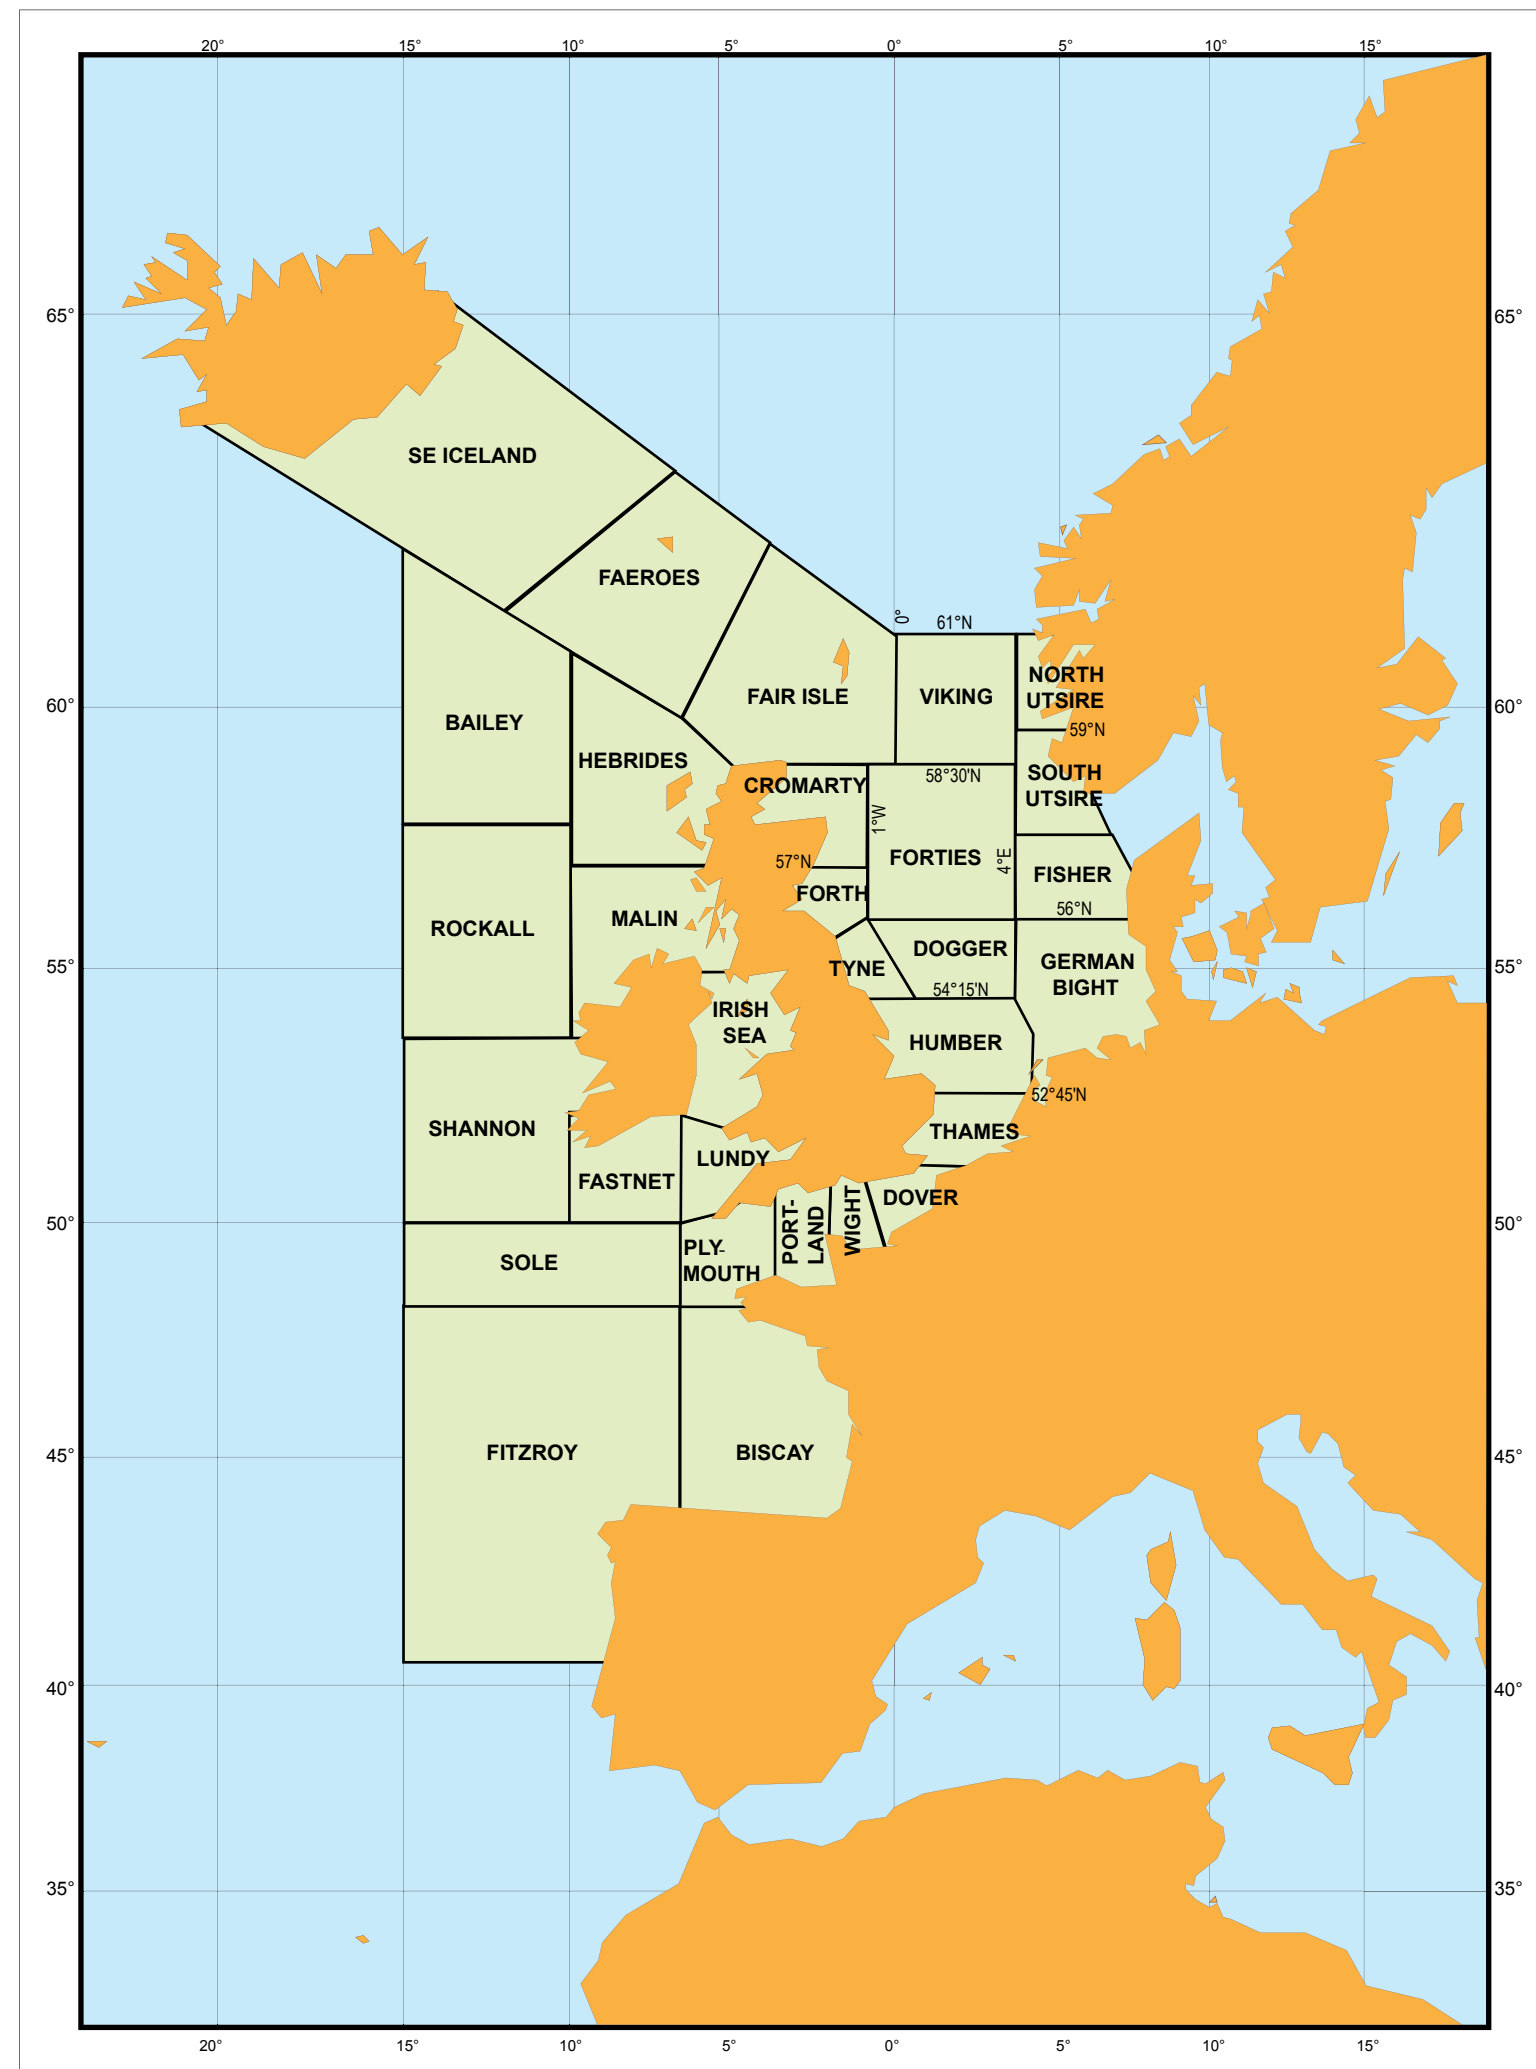 20° 15° 10° 5° 0° 5° 10° 15°
65° 65°
SE ICELAND
FAEROES
0°
61°N
NORTH
UTSIRE
FAIR ISLE
VIKING
60° 60°
BAILEY
59°N
HEBRIDES
SOUTH
UTSIRE
CROMARTY
58°30'N
1°W
57°N
FORTIES
4°E
FISHER
FORTH
56°N
ROCKALL
MALIN
DOGGER
GERMAN
BIGHT
TYNE
55° 55°
54°15'N
IRISH
SEA
HUMBER
52°45'N
SHANNON
THAMES
LUNDY
FASTNET
DOVER
PORT-
LAND
WIGHT
50° 50°
PLY-
MOUTH
SOLE
FITZROY
BISCAY
45° 45°
40° 40°
35° 35°
20° 15° 10° 5° 0° 5° 10° 15°